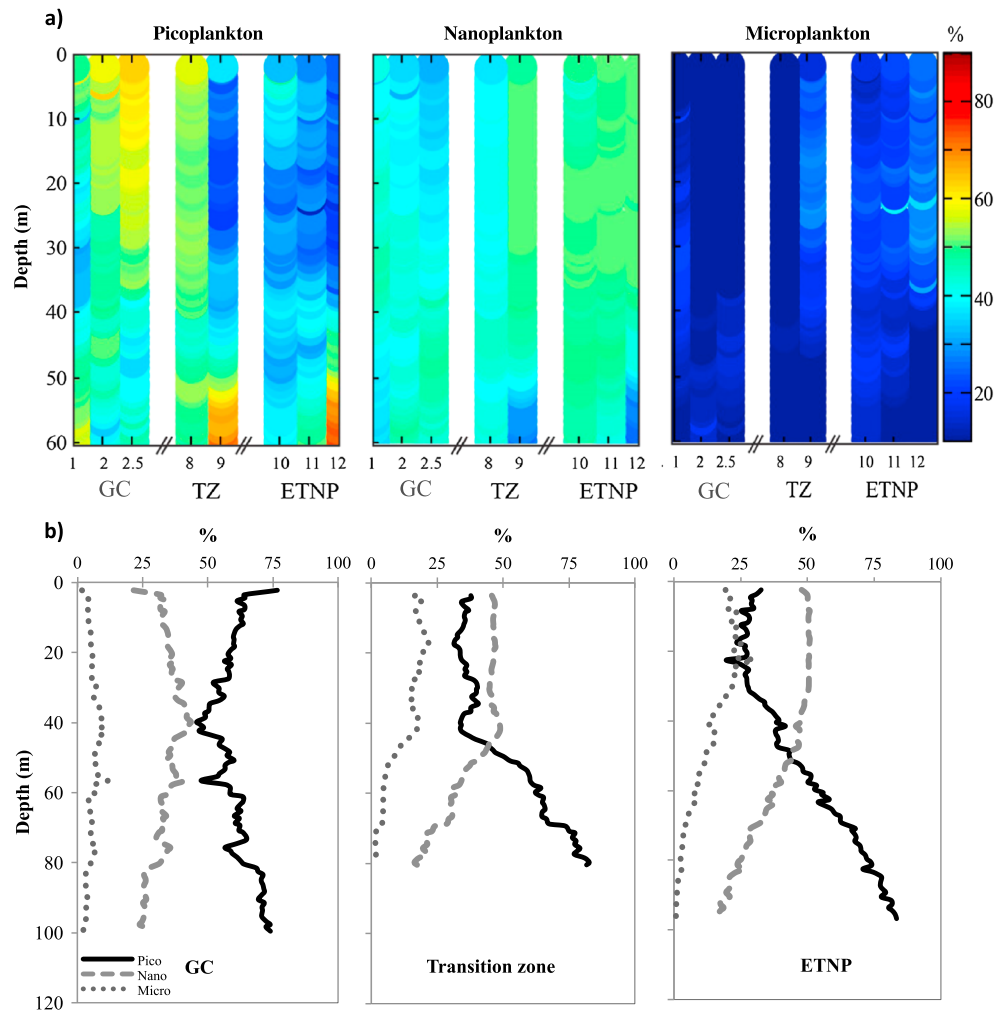 a)
Picoplankton Nanoplankton Microplankton %
0
10
20
30
40
50
60
Depth (m)
80
60
40
20
1 2 2.5 8 9 10 11 12
GC TZ ETNP
1 2 2.5 8 9 10 11 12
GC TZ ETNP
1 2 2.5 8 9 10 11 12
GC TZ ETNP
b)
% % %
0 25 50 75 100
0 25 50 75 100
0 25 50 75 100
0
20
40
60
80
100
120
Depth (m)
Pico
Nano
Micro
GC
Transition zone
ETNP